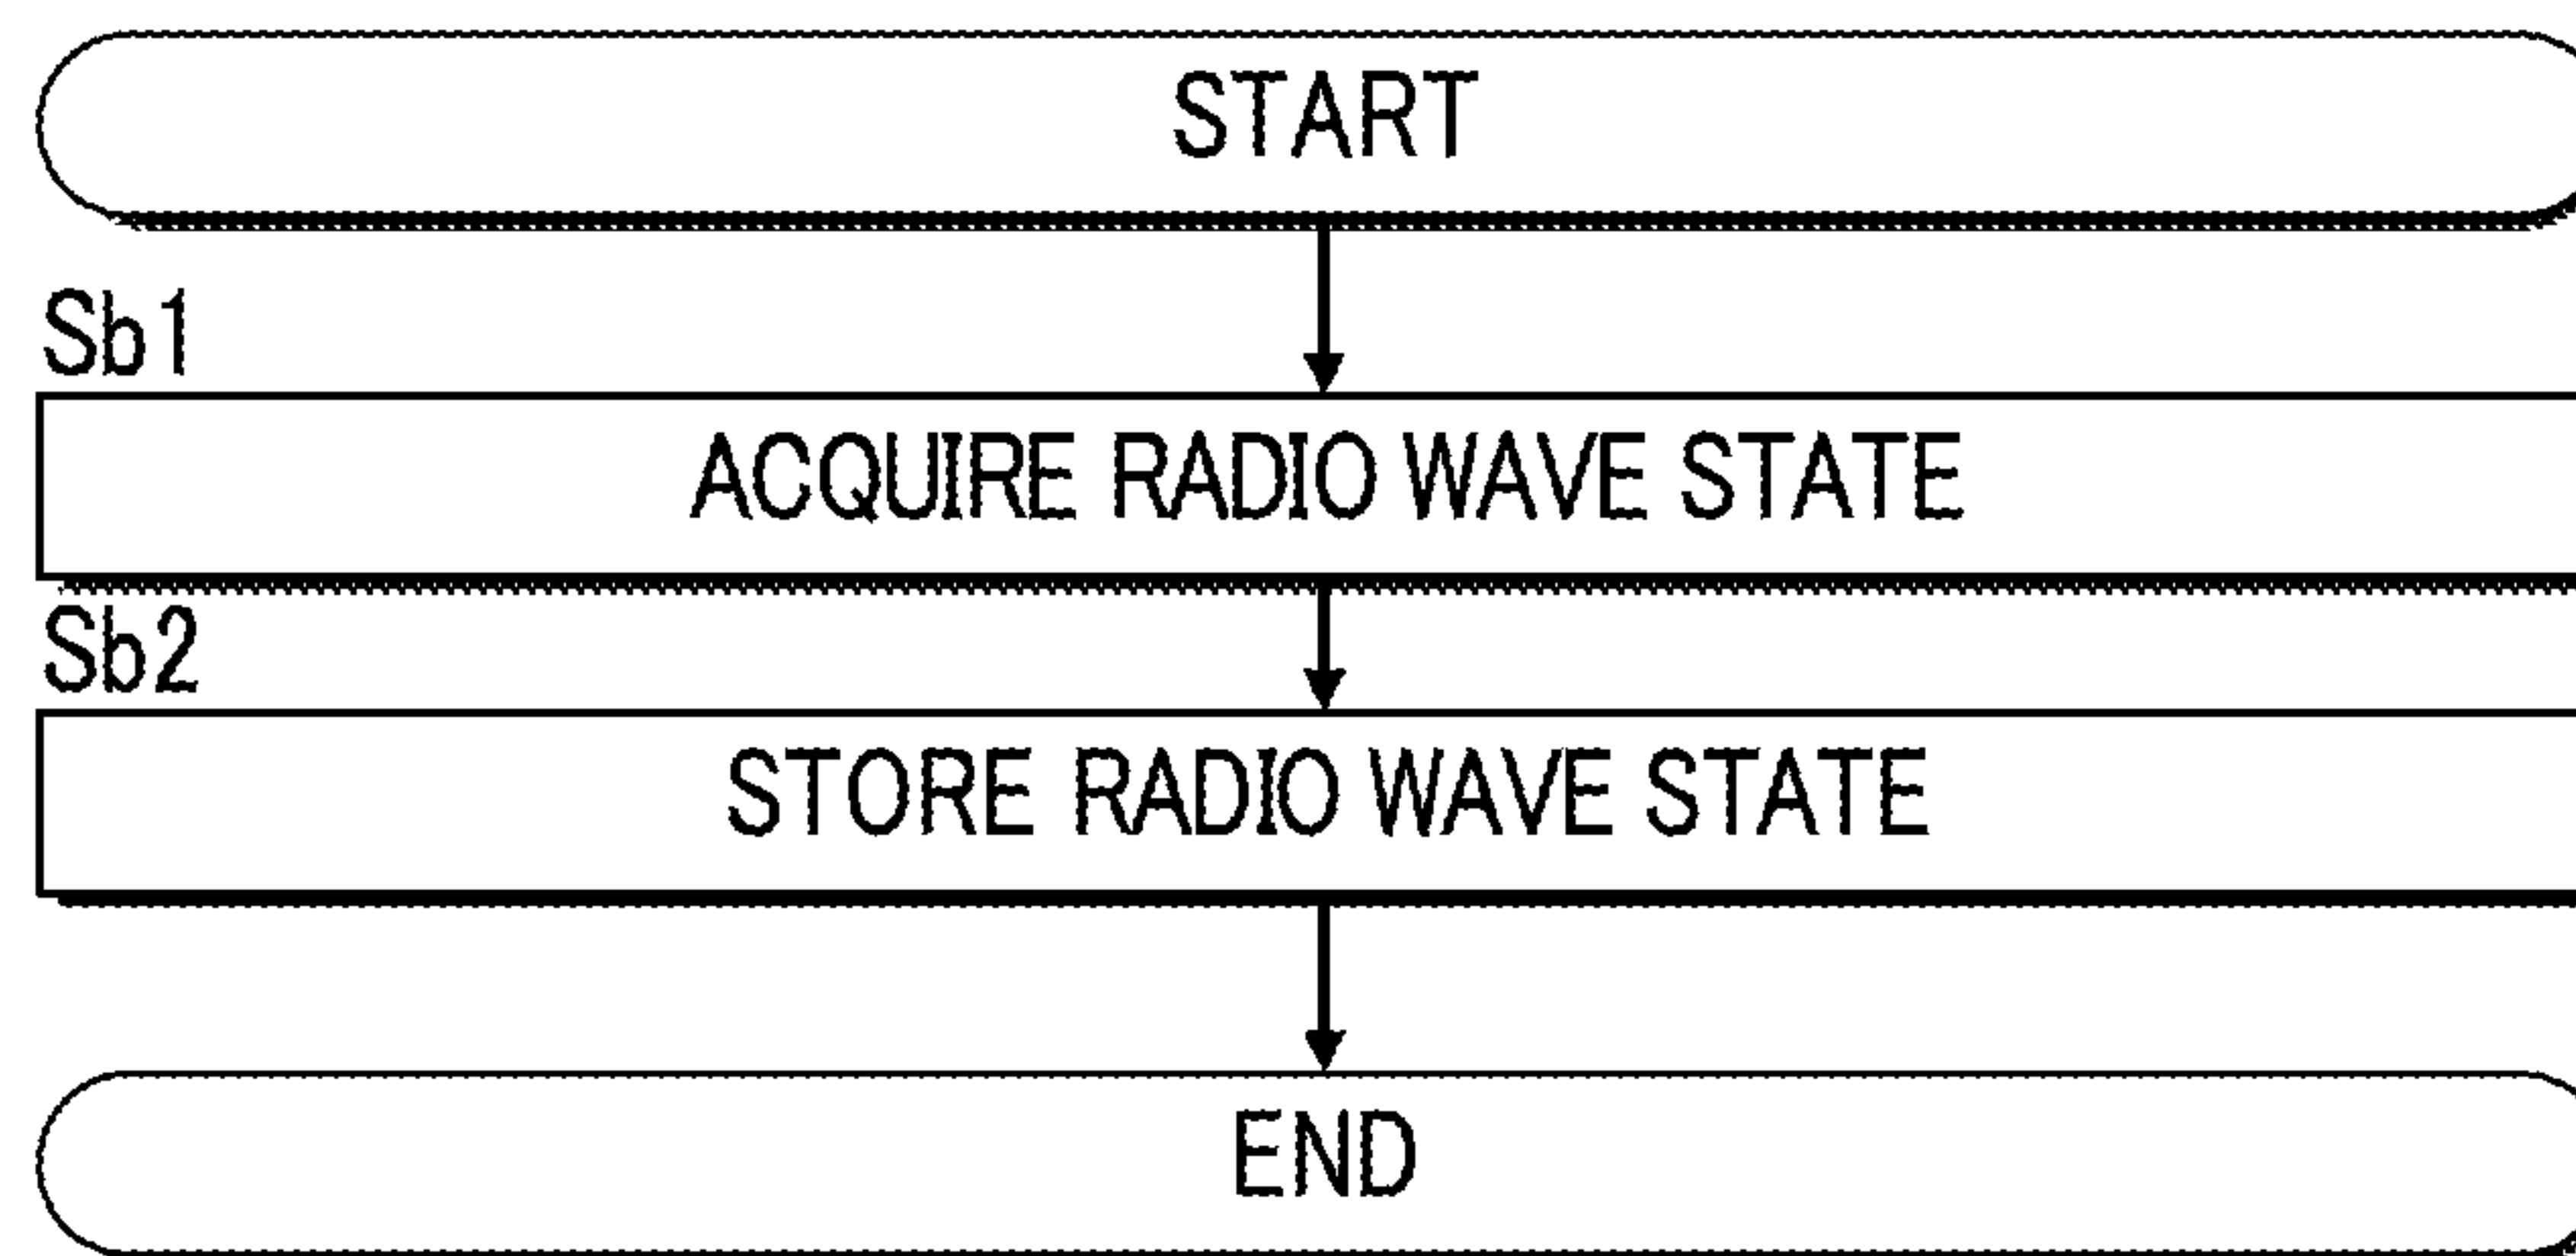 START
Sb1
ACQUIRE RADIO WAVE STATE
Sb2
STORE RADIO WAVE STATE
END